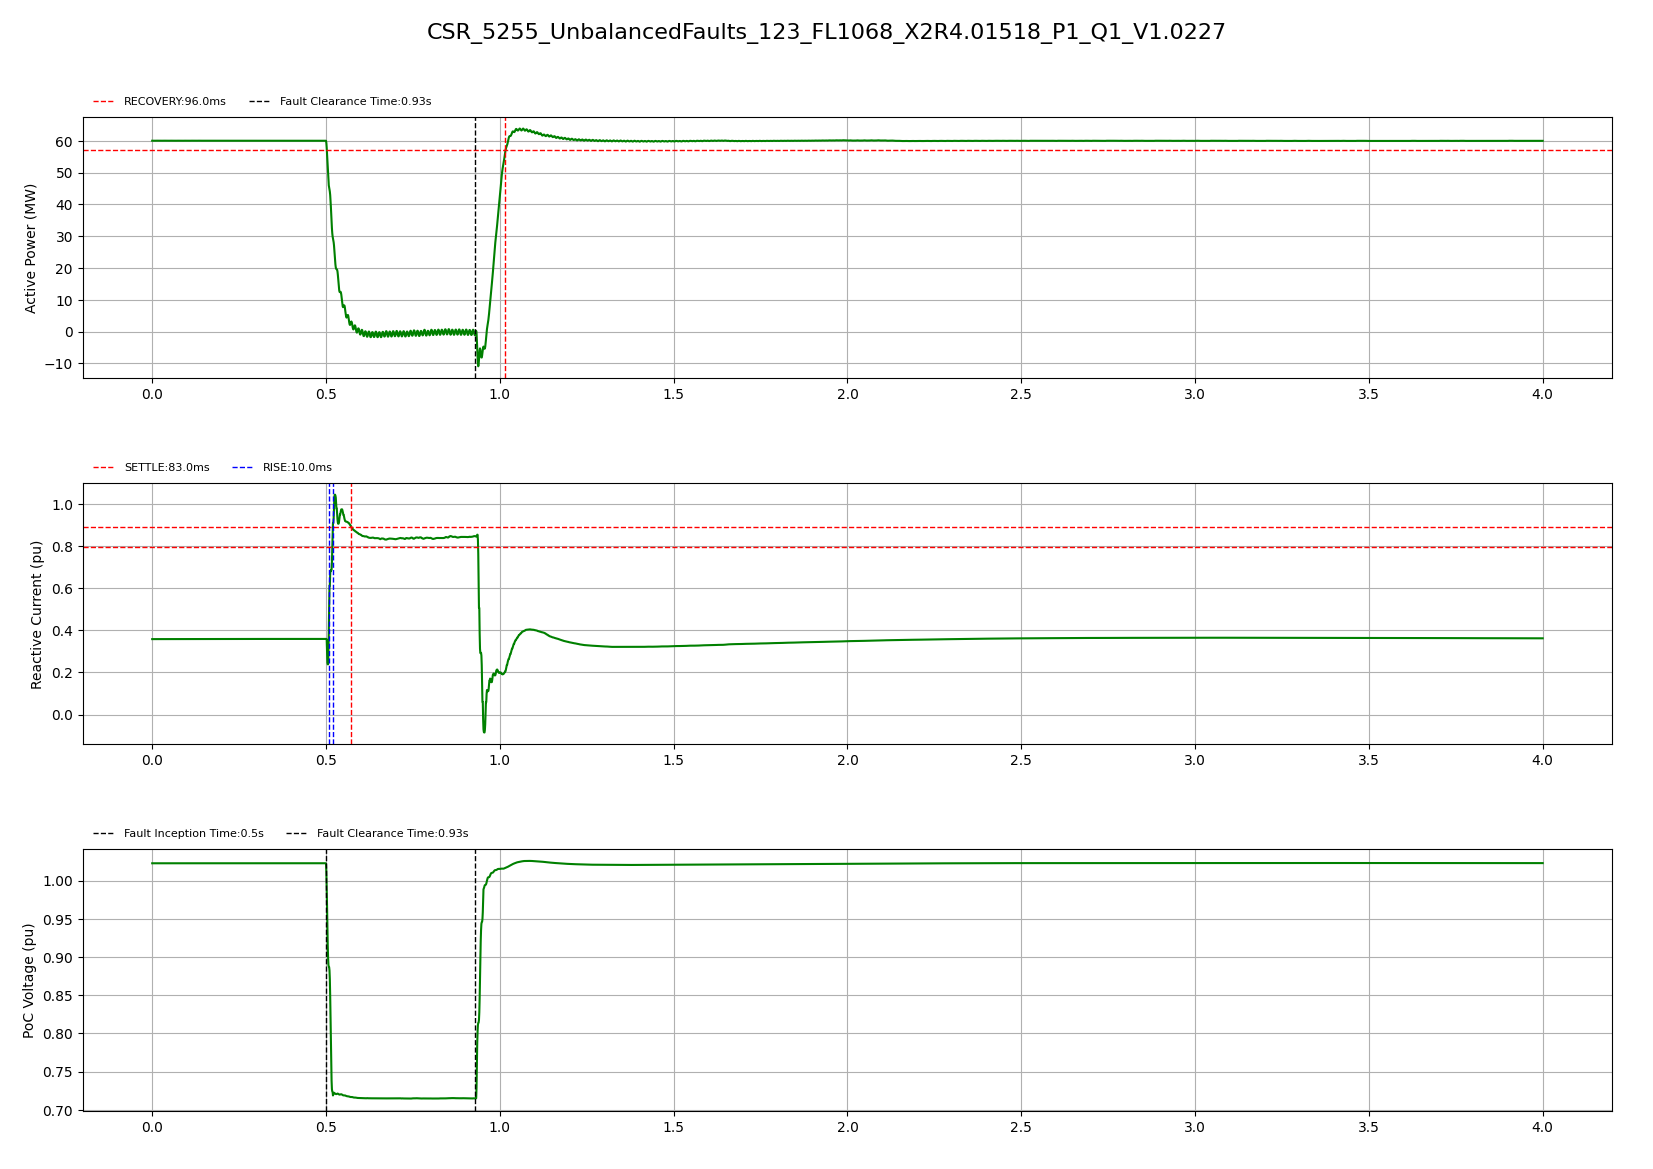 CSR_5255_UnbalancedFaults_123_FL1068_X2R4.01518_P1_Q1_V1.0227
RECOVERY:96.0ms Fault Clearance Time:0.93s
Active Power (MW)
60
50
40
30
20
10
0
−10
0.0 0.5 1.0 1.5 2.0 2.5 3.0 3.5 4.0
SETTLE:83.0ms RISE:10.0ms
Reactive Current (pu)
1.0
0.8
0.6
0.4
0.2
0.0
0.0 0.5 1.0 1.5 2.0 2.5 3.0 3.5 4.0
Fault Inception Time:0.5s Fault Clearance Time:0.93s
PoC Voltage (pu)
1.00
0.95
0.90
0.85
0.80
0.75
0.70
0.0 0.5 1.0 1.5 2.0 2.5 3.0 3.5 4.0